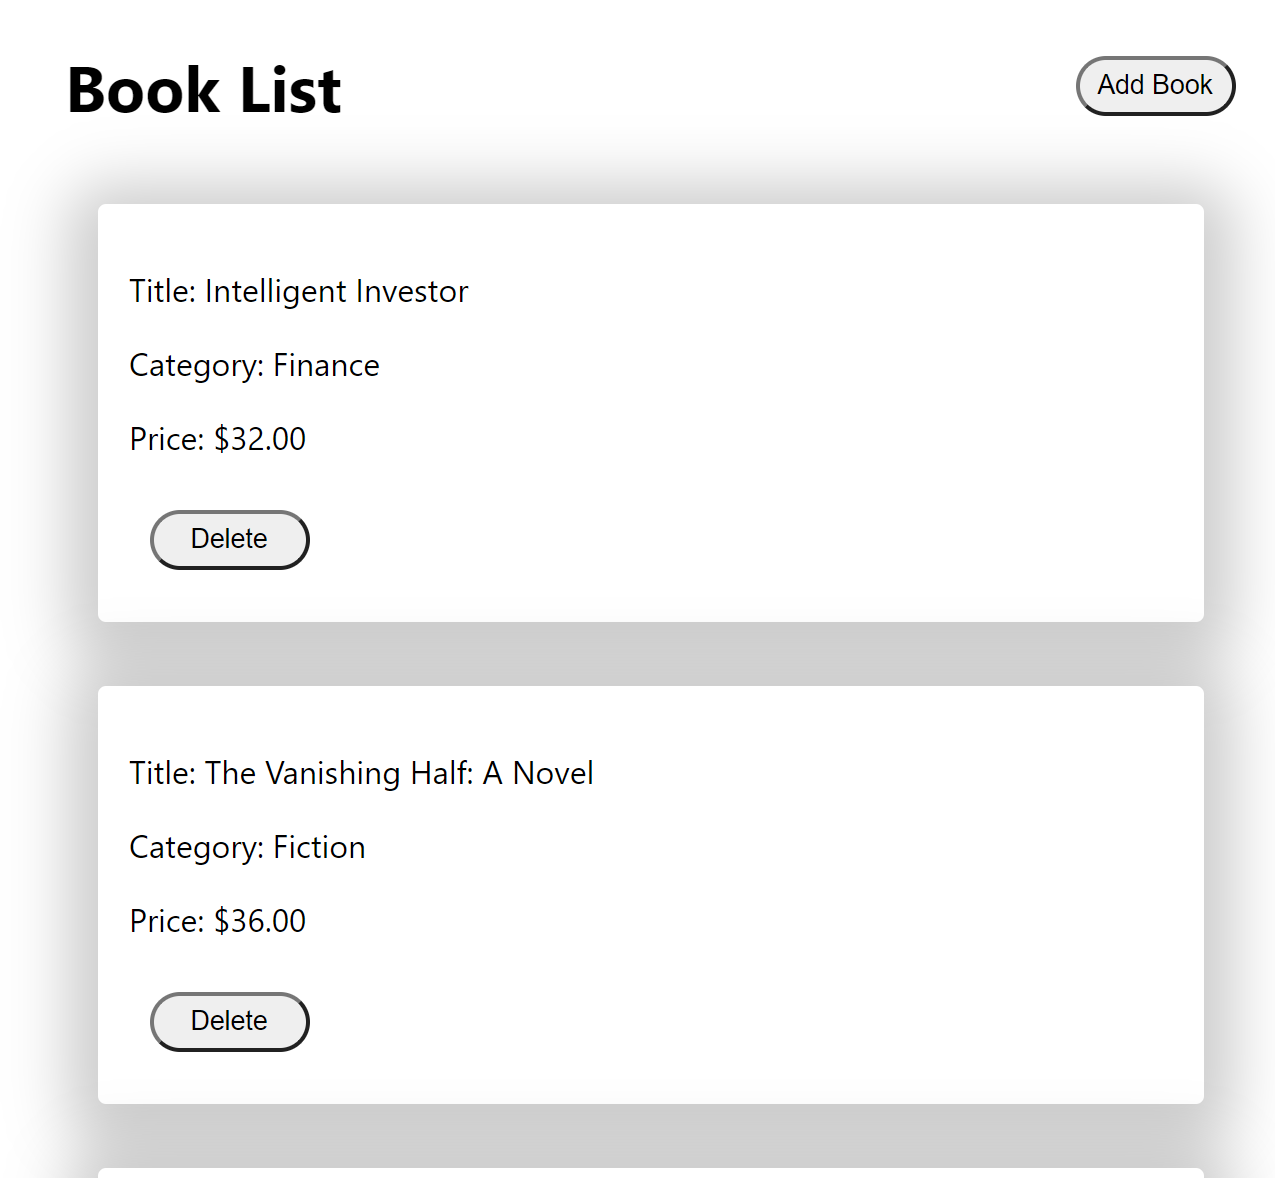 Book List
Add Book
Title: Intelligent Investor
Category: Finance
Price: $32.00
Delete
Title: The Vanishing Half: A Novel
Category: Fiction
Price: $36.00
Delete